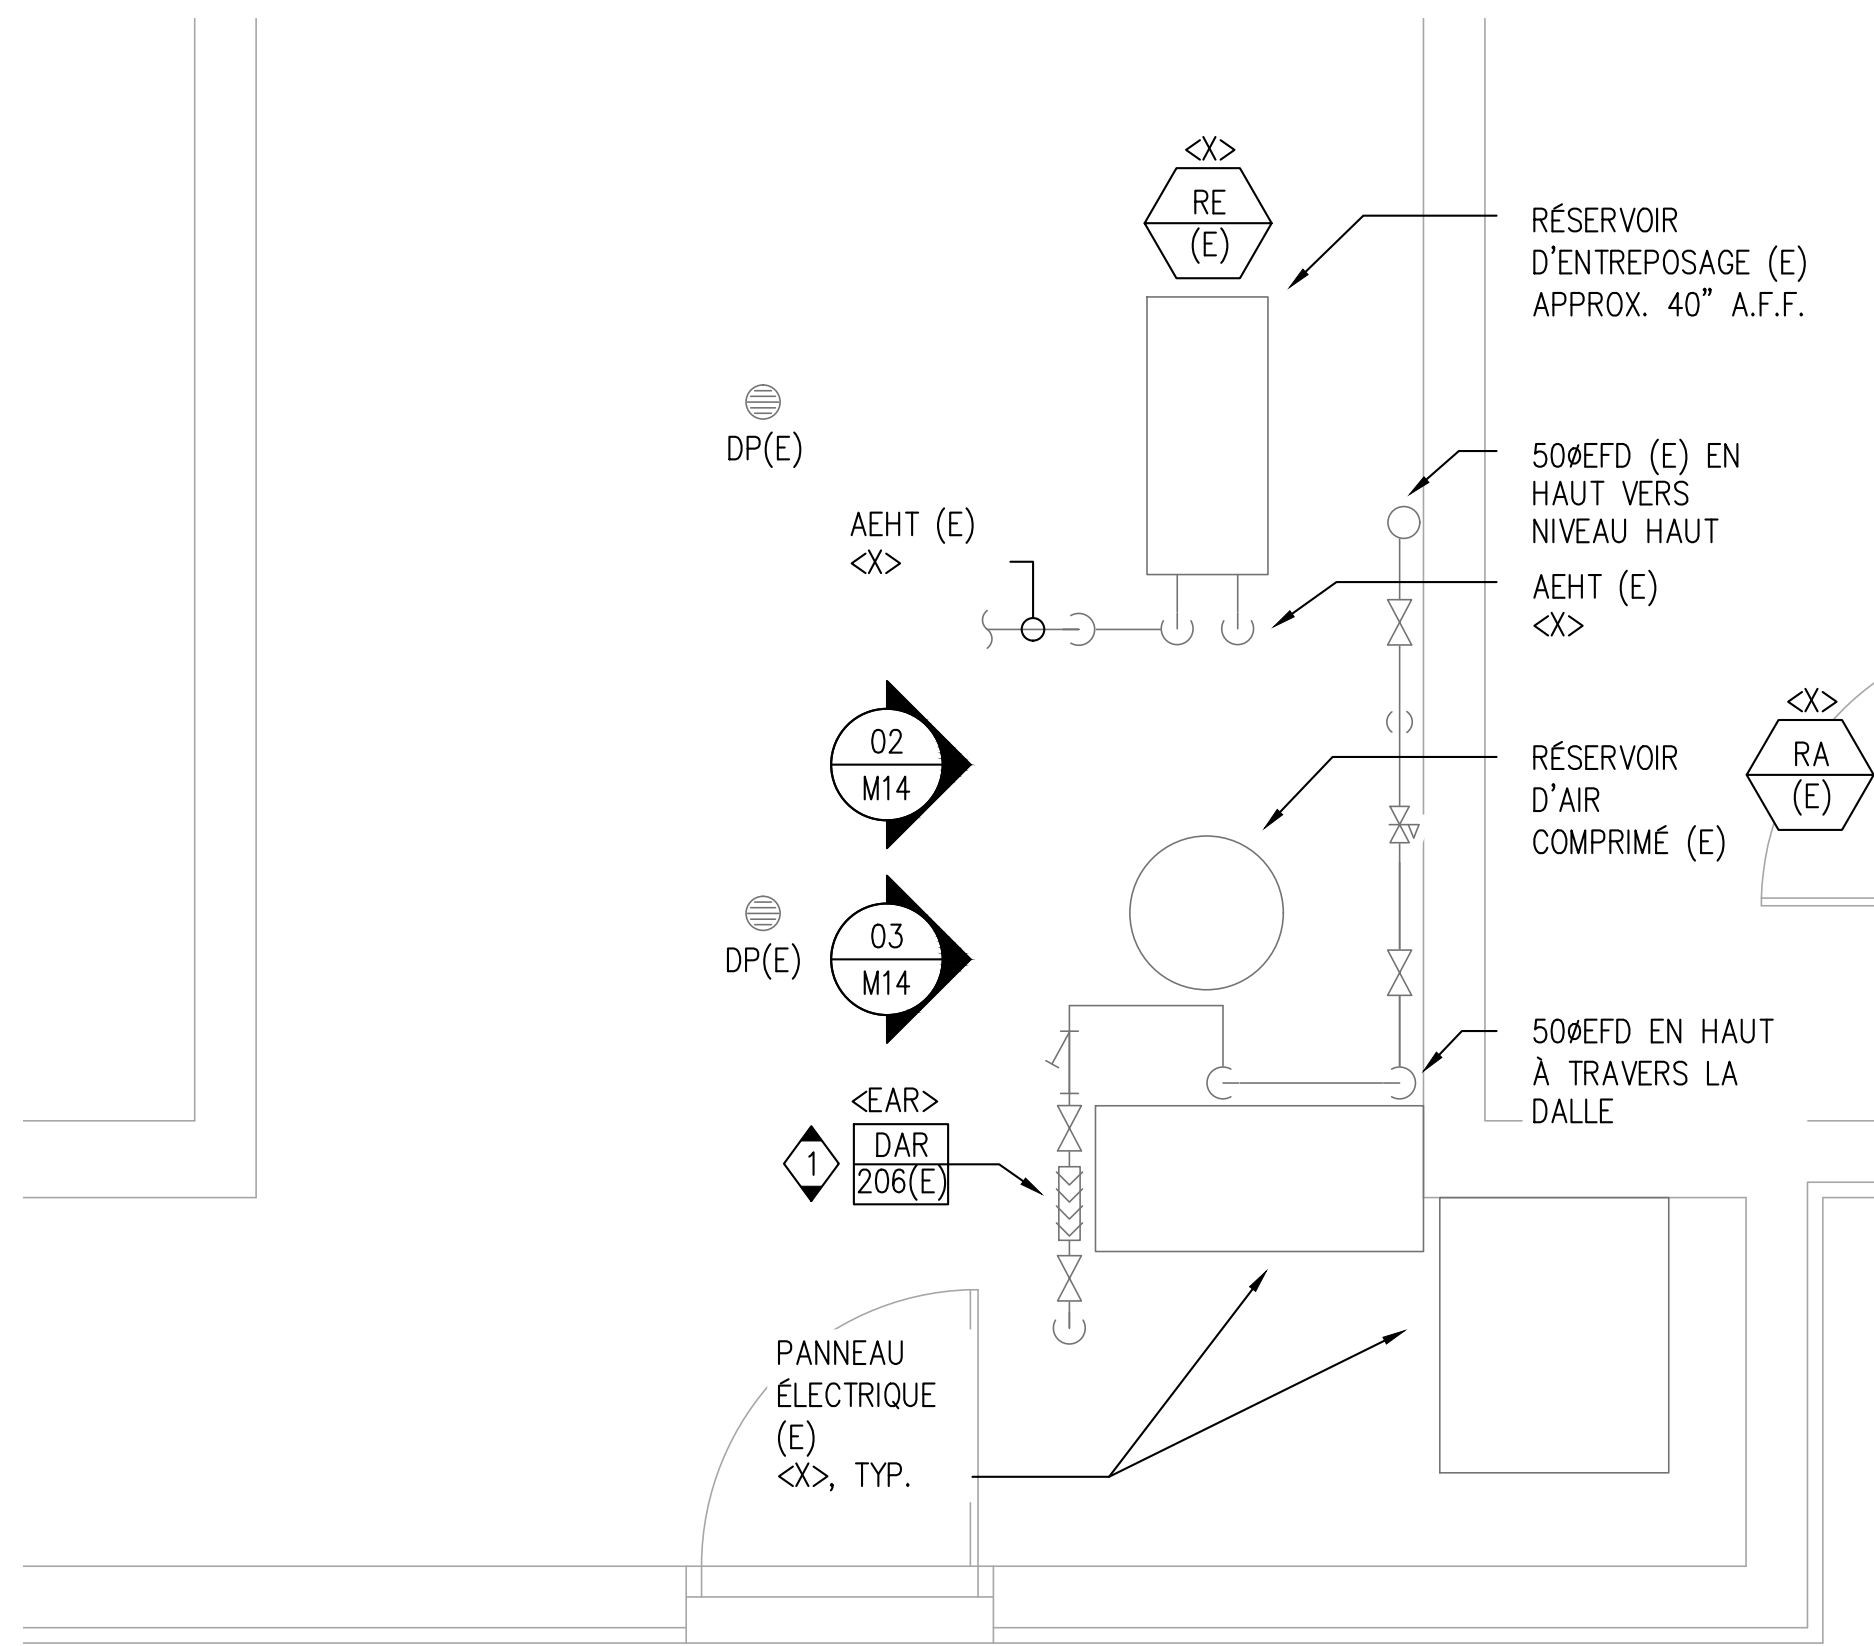 <X>
RE
(E)
RÉSERVOIR
D'ENTREPOSAGE (E)
APPROX. 40" A.F.F.
DP(E)
50øEFD (E) EN
HAUT VERS
NIVEAU HAUT
AEHT (E)
<X>
AEHT (E)
<X>
02
M14
RÉSERVOIR
D'AIR
COMPRIMÉ (E)
<X>
RA
(E)
DP(E)
03
M14
50øEFD EN HAUT
À TRAVERS LA
DALLE
<EAR>
1
DAR
206(E)
PANNEAU
ÉLECTRIQUE
(E)
<X>, TYP.